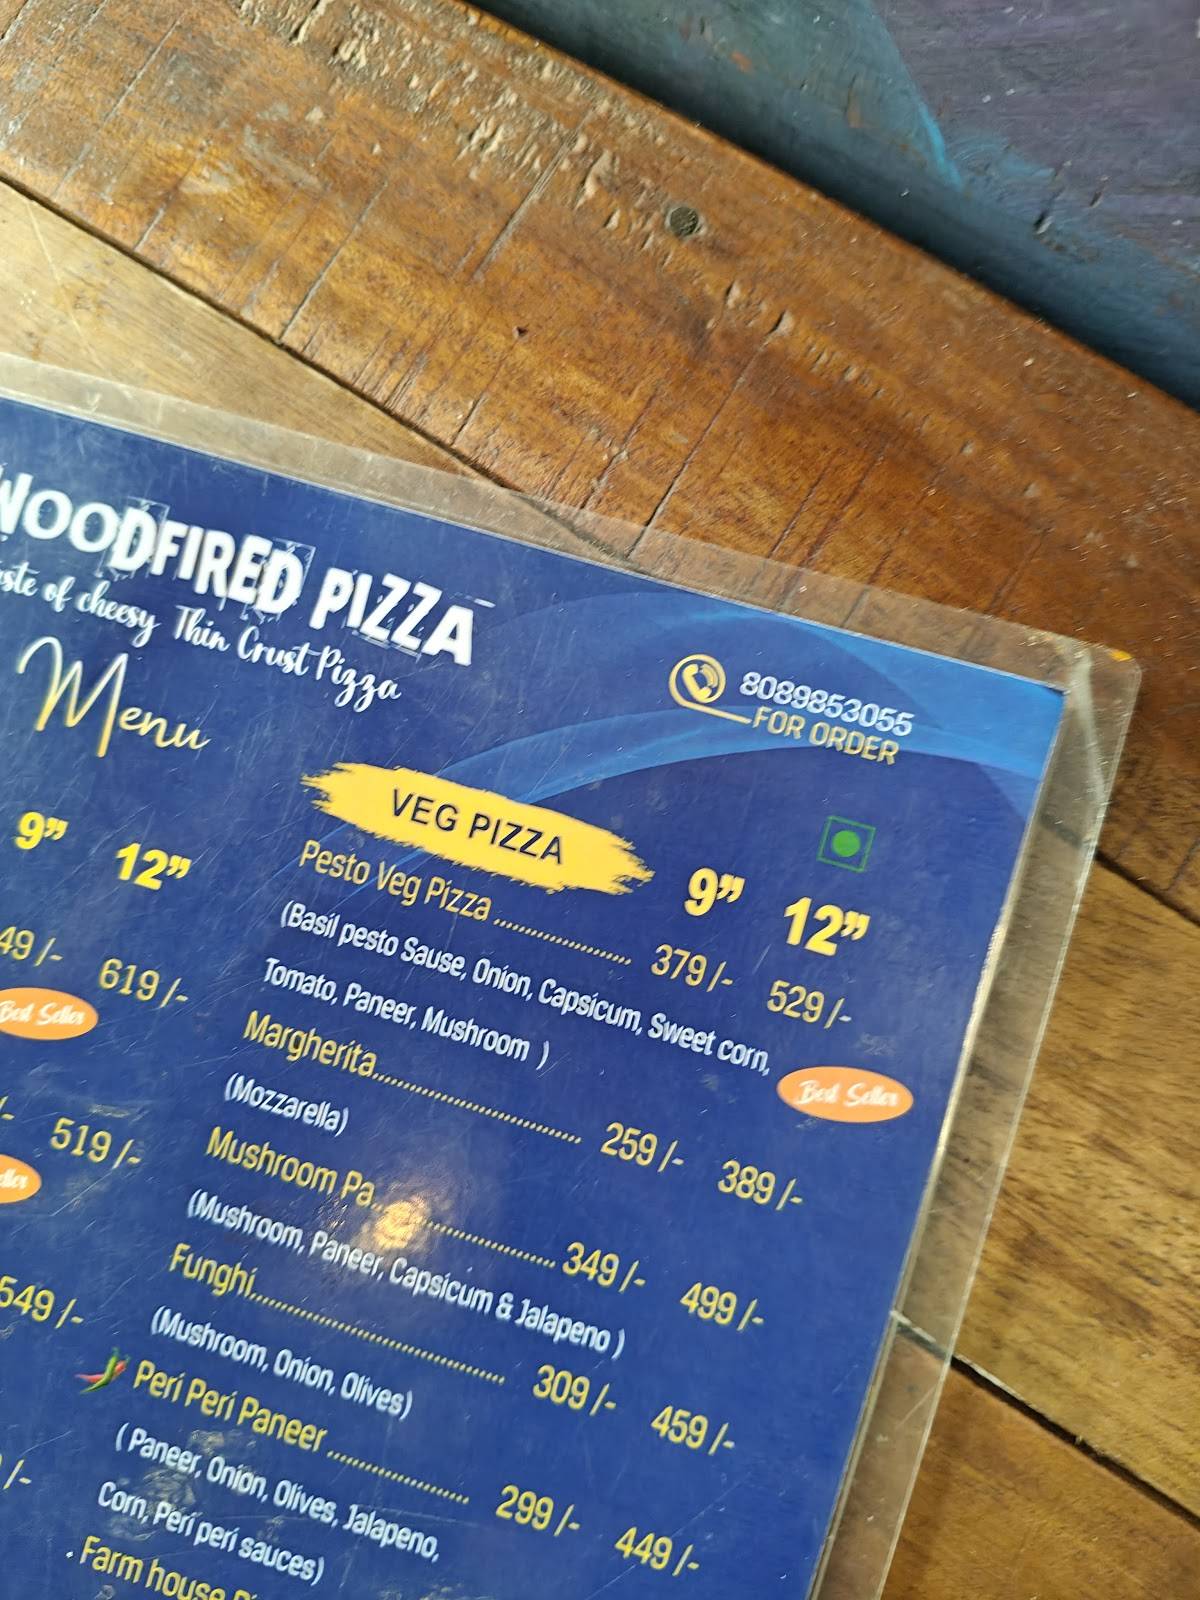 WOODFIRED PIZZA
of cheesy Thin Crust Pizza
Menu
8089853055
FOR ORDER
9" 12"
49/- 619/-
Best Seller
/- 519/-
549/-
/-
VEG PIZZA 9" 12"
Pesto Veg Pizza.................... 379/- 529/-
(Basil pesto Sause, Onion, Capsicum, Sweet corn,
Tomato, Paneer, Mushroom )
Best Seller
Margherita............................... 259/- 389/-
(Mozzarella)
Mushroom Pa........................... 349/- 499/-
(Mushroom, Paneer, Capsicum & Jalapeno )
Funghi...................................... 309/- 459/-
(Mushroom, Onion, Olives)
Peri Peri Paneer..................... 299/- 449/-
( Paneer, Onion, Olives, Jalapeno,
Corn, Peri peri sauces)
. Farm house